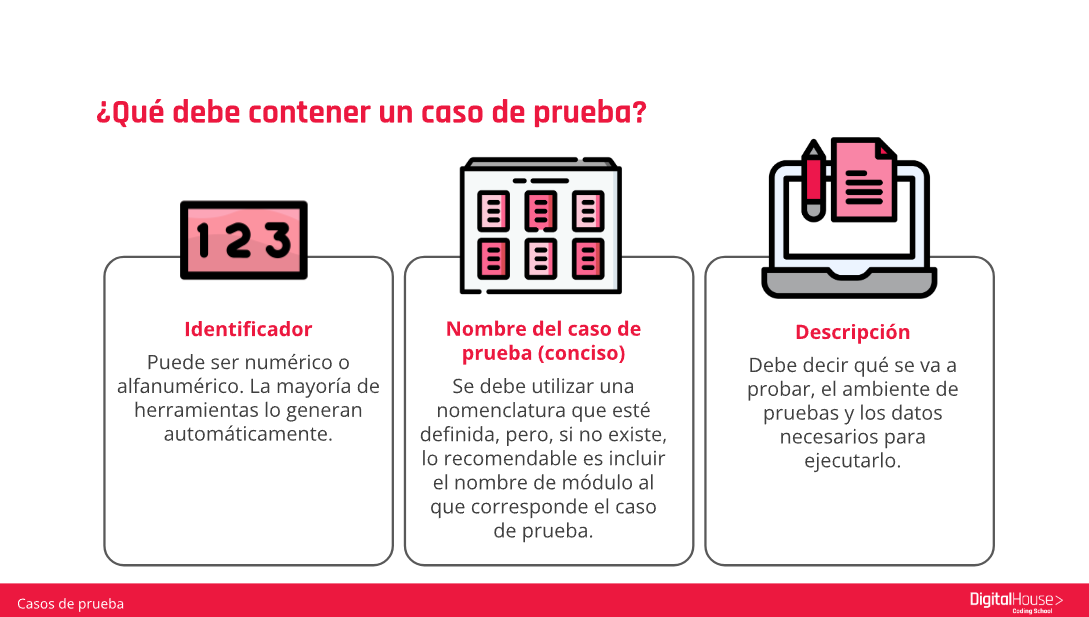 ¿Qué debe contener un caso de prueba?
1 2 3
Identificador
Puede ser numérico o
alfanumérico. La mayoría de
herramientas lo generan
automáticamente.
Nombre del caso de
prueba (conciso)
Se debe utilizar una
nomenclatura que esté
definida, pero, si no existe,
lo recomendable es incluir
el nombre de módulo al
que corresponde el caso
de prueba.
Descripción
Debe decir qué se va a
probar, el ambiente de
pruebas y los datos
necesarios para
ejecutarlo.
Casos de prueba
DigitalHouse>
Coding School